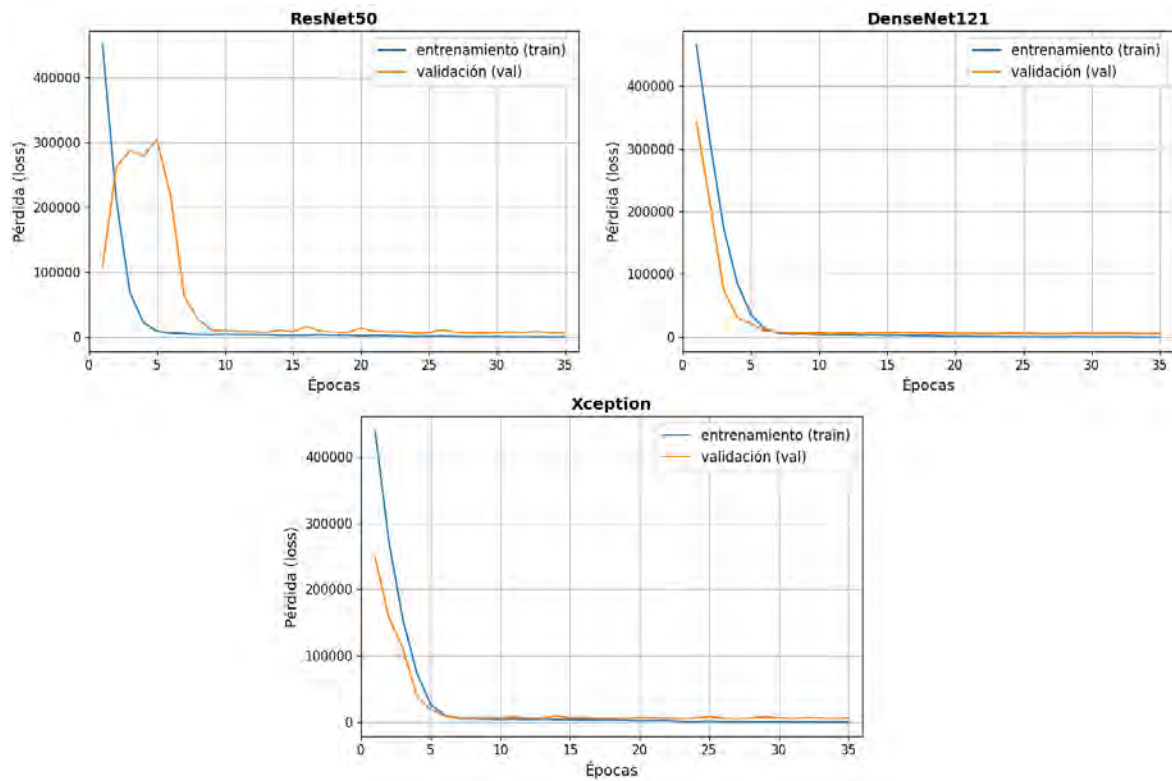 ResNet50
entrenamiento (train)
validación (val)
400000
300000
200000
100000
0
Pérdida (loss)
0 5 10 15 20 25 30 35
Épocas
DenseNet121
entrenamiento (train)
validación (val)
400000
300000
200000
100000
0
Pérdida (loss)
0 5 10 15 20 25 30 35
Épocas
Xception
entrenamiento (train)
validación (val)
400000
300000
200000
100000
0
Pérdida (loss)
0 5 10 15 20 25 30 35
Épocas